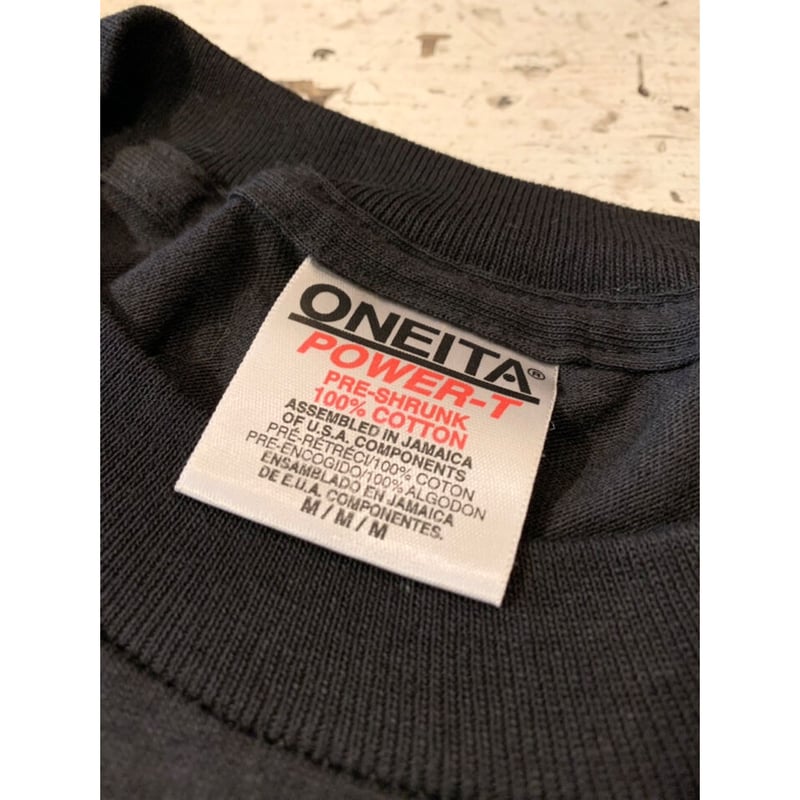 ONEITA®
POWER-T
PRE-SHRUNK
100% COTTON
ASSEMBLED IN JAMAICA
OF U.S.A. COMPONENTS
PRÉ-RÉTRÉCI/100% COTON
PRE-ENCOGIDO/100% ALGODON
ENSAMBLADO EN JAMAICA
DE E.U.A. COMPONENTES.
M / M / M